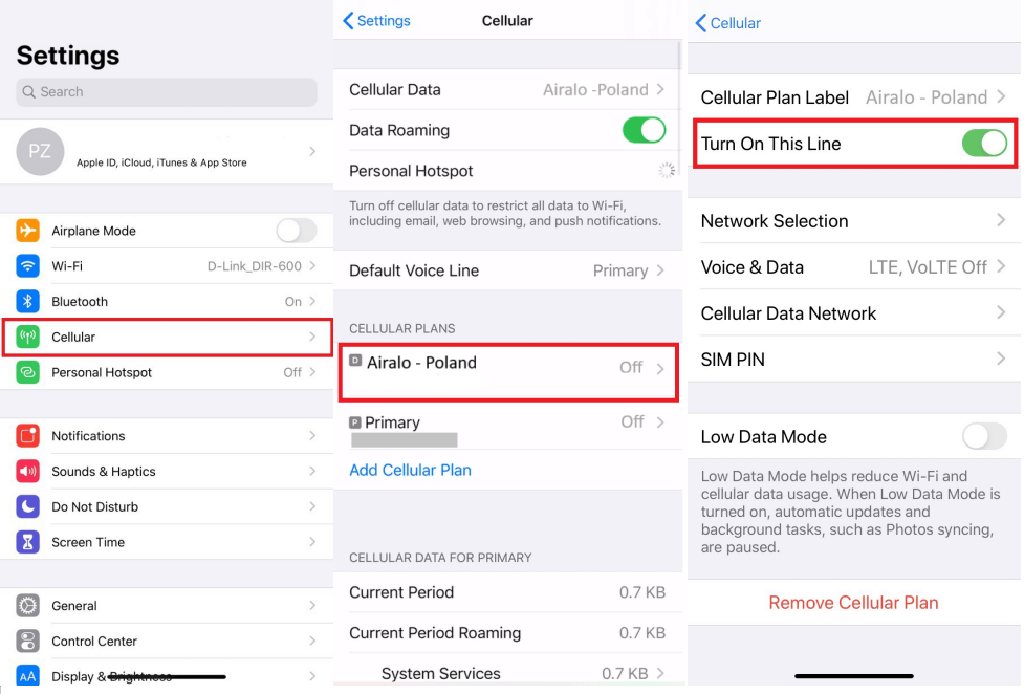 Settings
Search
PZ
Apple ID, iCloud, iTunes & App Store
Airplane Mode
Wi-Fi D-Link_DIR-600
Bluetooth On
Cellular
Personal Hotspot Off
Notifications
Sounds & Haptics
Do Not Disturb
Screen Time
General
Control Center
AA Display & Brightness
Settings Cellular
Cellular Data Airalo -Poland
Data Roaming
Personal Hotspot
Turn off cellular data to restrict all data to Wi-Fi,
including email, web browsing, and push notifications.
Default Voice Line Primary
CELLULAR PLANS
D Airalo - Poland Off
P Primary Off
Add Cellular Plan
CELLULAR DATA FOR PRIMARY
Current Period 0.7 KB
Current Period Roaming 0.7 KB
System Services 0.7 KB
Cellular
Cellular Plan Label Airalo - Poland
Turn On This Line
Network Selection
Voice & Data LTE, VoLTE Off
Cellular Data Network
SIM PIN
Low Data Mode
Low Data Mode helps reduce Wi-Fi and
cellular data usage. When Low Data Mode is
turned on, automatic updates and
background tasks, such as Photos syncing,
are paused.
Remove Cellular Plan